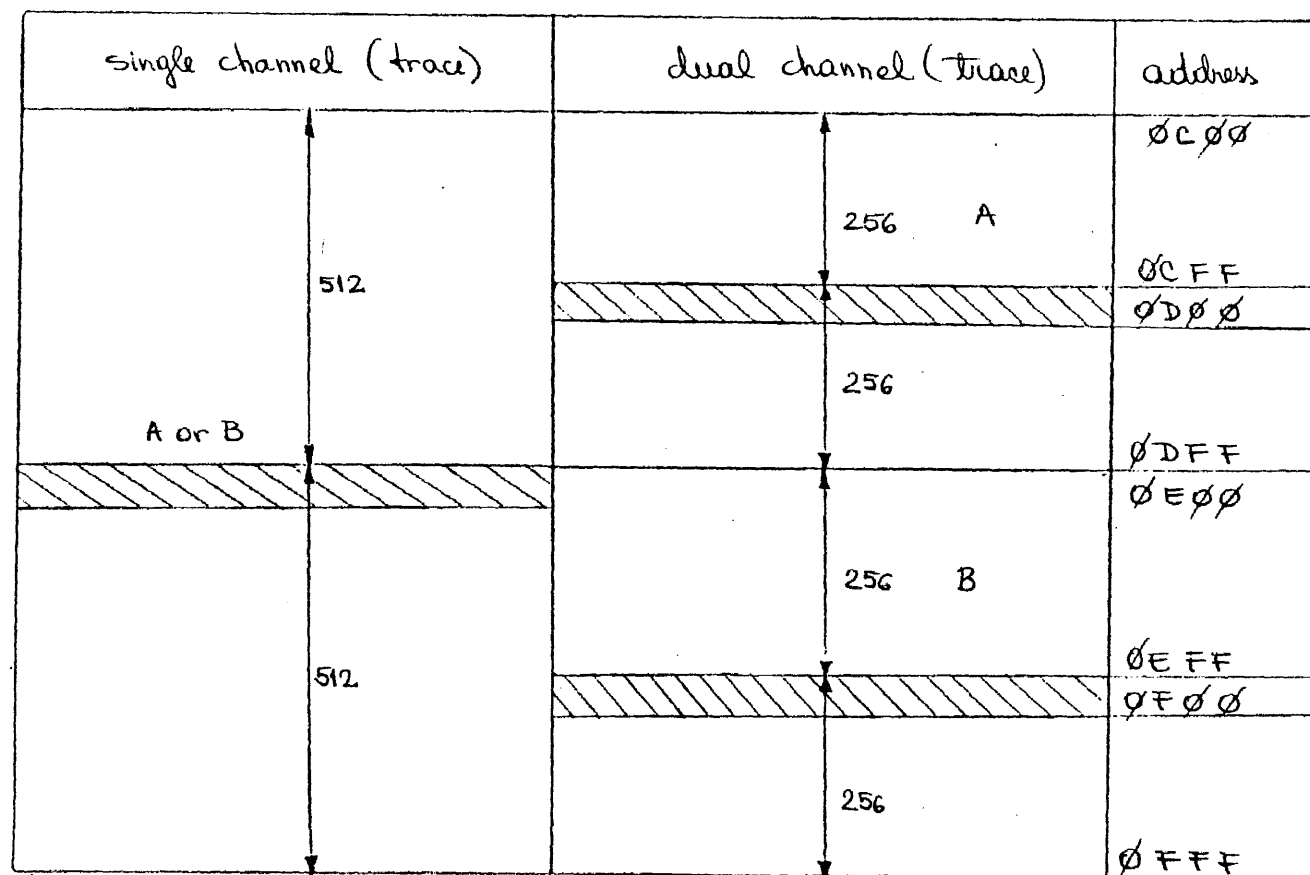 single channel (trace)
dual channel (trace)
address
ØCØØ
256 A
ØCFF
512
ØDØØ
256
A or B
ØDFF
ØEØØ
256 B
ØEFF
512
ØFØØ
256
ØFFF